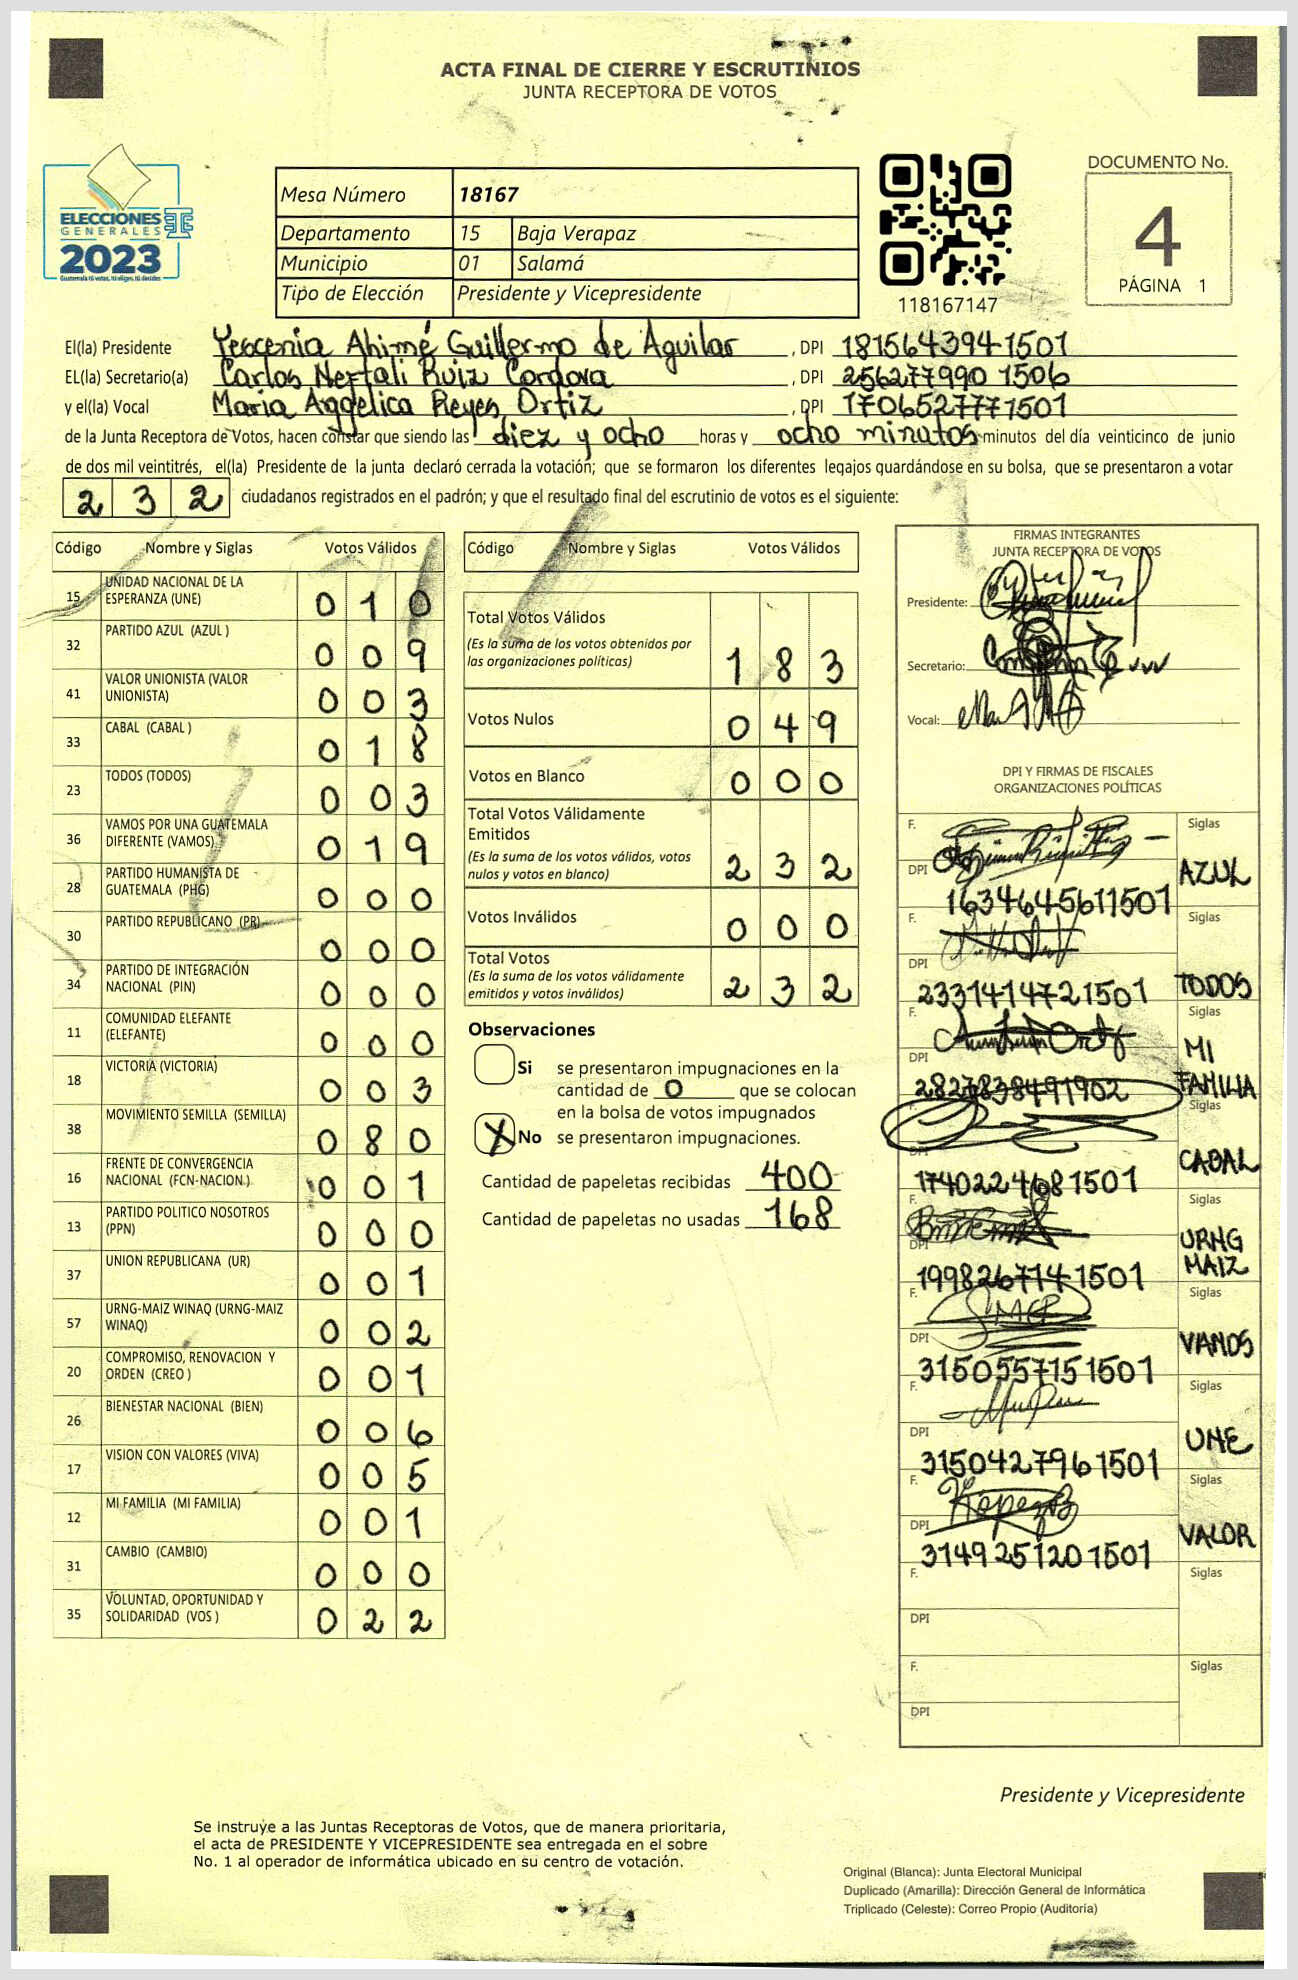 ACTA FINAL DE CIERRE Y ESCRUTINIOS
JUNTA RECEPTORA DE VOTOS
ELECCIONES
GENERALES
2023
Guatemala tú votas, tú eliges, tú decides
Mesa Número 18167
Departamento 15 Baja Verapaz
Municipio 01 Salamá
Tipo de Elección Presidente y Vicepresidente
118167147
DOCUMENTO No.
4
PÁGINA 1
El(la) Presidente Yescenia Ahimé Guillermo de Aguilar , DPI 181564394 1501
EL(la) Secretario(a) Carlos Neftali Ruiz Cordova , DPI 256277990 1506
y el(la) Vocal Maria Aggelica Reyes Ortiz , DPI 170652777 1501
de la Junta Receptora de Votos, hacen constar que siendo las diez y ocho horas y ocho minutos minutos del día veinticinco de junio
de dos mil veintitrés, el(la) Presidente de la junta declaró cerrada la votación; que se formaron los diferentes legajos guardándose en su bolsa, que se presentaron a votar
232 ciudadanos registrados en el padrón; y que el resultado final del escrutinio de votos es el siguiente:
Código Nombre y Siglas Votos Válidos
15 UNIDAD NACIONAL DE LA ESPERANZA (UNE) 0 1 0
32 PARTIDO AZUL (AZUL ) 0 0 9
41 VALOR UNIONISTA (VALOR UNIONISTA) 0 0 3
33 CABAL (CABAL ) 0 1 8
23 TODOS (TODOS) 0 0 3
36 VAMOS POR UNA GUATEMALA DIFERENTE (VAMOS) 0 1 9
28 PARTIDO HUMANISTA DE GUATEMALA (PHG) 0 0 0
30 PARTIDO REPUBLICANO (PR) 0 0 0
34 PARTIDO DE INTEGRACIÓN NACIONAL (PIN) 0 0 0
11 COMUNIDAD ELEFANTE (ELEFANTE) 0 0 0
18 VICTORIA (VICTORIA) 0 0 3
38 MOVIMIENTO SEMILLA (SEMILLA) 0 8 0
16 FRENTE DE CONVERGENCIA NACIONAL (FCN-NACION ) 0 0 1
13 PARTIDO POLITICO NOSOTROS (PPN) 0 0 0
37 UNION REPUBLICANA (UR) 0 0 1
57 URNG-MAIZ WINAQ (URNG-MAIZ WINAQ) 0 0 2
20 COMPROMISO, RENOVACION Y ORDEN (CREO ) 0 0 1
26 BIENESTAR NACIONAL (BIEN) 0 0 6
17 VISION CON VALORES (VIVA) 0 0 5
12 MI FAMILIA (MI FAMILIA) 0 0 1
31 CAMBIO (CAMBIO) 0 0 0
35 VOLUNTAD, OPORTUNIDAD Y SOLIDARIDAD (VOS ) 0 2 2
Código Nombre y Siglas Votos Válidos
Total Votos Válidos
(Es la suma de los votos obtenidos por
las organizaciones políticas) 1 8 3
Votos Nulos 0 4 9
Votos en Blanco 0 0 0
Total Votos Válidamente
Emitidos
(Es la suma de los votos válidos, votos
nulos y votos en blanco) 2 3 2
Votos Inválidos 0 0 0
Total Votos
(Es la suma de los votos válidamente
emitidos y votos inválidos) 2 3 2
Observaciones
Si se presentaron impugnaciones en la
cantidad de 0 que se colocan
en la bolsa de votos impugnados
X No se presentaron impugnaciones.
Cantidad de papeletas recibidas 400
Cantidad de papeletas no usadas 168
FIRMAS INTEGRANTES
JUNTA RECEPTORA DE VOTOS
Presidente:
Secretario:
Vocal:
DPI Y FIRMAS DE FISCALES
ORGANIZACIONES POLÍTICAS
F. Siglas
DPI 1634645611501 AZUL
F. Siglas
DPI 2331414721501 TODOS
F. Siglas
DPI 2827838491902 MI FAMILIA
F. Siglas
DPI 1740224681501 CABAL
F. Siglas
DPI 1998267141501 URNG MAIZ
F. Siglas
DPI 3150557151501 VAMOS
F. Siglas
DPI 3150427961501 UNE
F. Siglas
DPI 3149251201501 VALOR
F. Siglas
DPI
F. Siglas
DPI
Presidente y Vicepresidente
Se instruye a las Juntas Receptoras de Votos, que de manera prioritaria,
el acta de PRESIDENTE Y VICEPRESIDENTE sea entregada en el sobre
No. 1 al operador de informática ubicado en su centro de votación.
Original (Blanca): Junta Electoral Municipal
Duplicado (Amarilla): Dirección General de Informática
Triplicado (Celeste): Correo Propio (Auditoría)